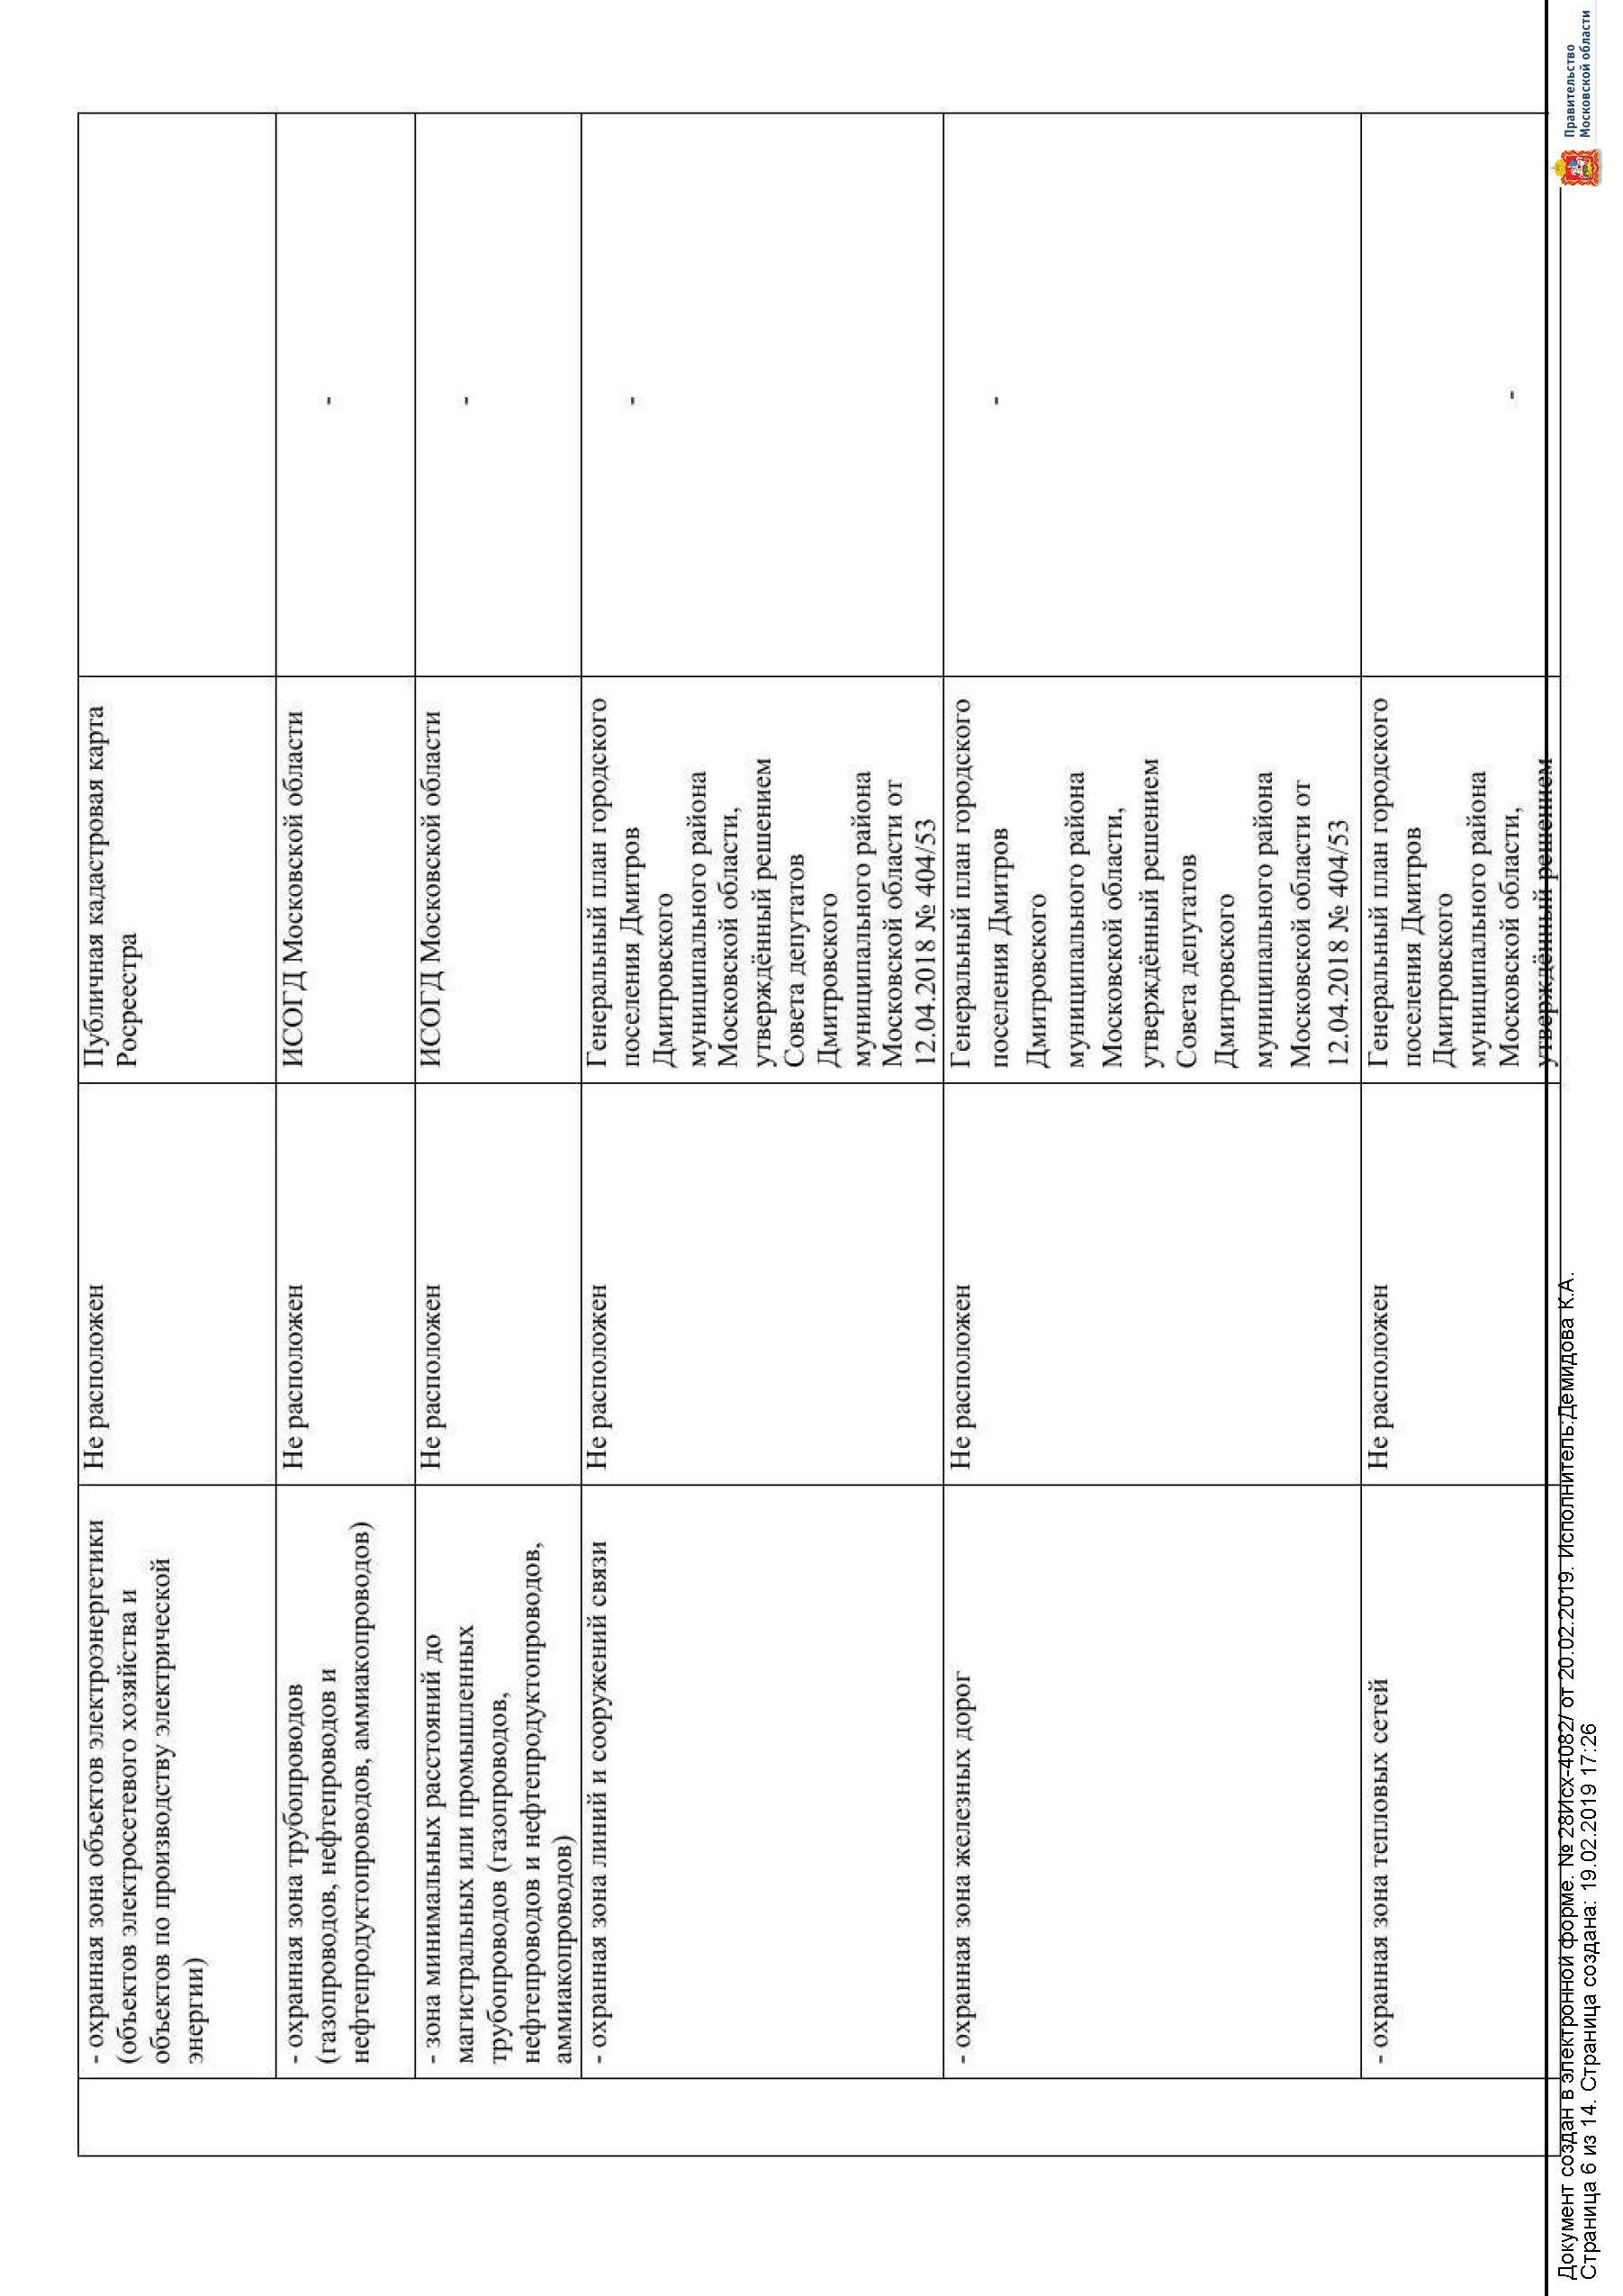 - охранная зона объектов электроэнергетики
(объектов электросетевого хозяйства и
объектов по производству электрической
энергии)
Не расположен
Публичная кадастровая карта
Росреестра
- охранная зона трубопроводов
(газопроводов, нефтепроводов и
нефтепродуктопроводов, аммиакопроводов)
Не расположен
ИСОГД Московской области
-
- зона минимальных расстояний до
магистральных или промышленных
трубопроводов (газопроводов,
нефтепроводов и нефтепродуктопроводов,
аммиакопроводов)
Не расположен
ИСОГД Московской области
-
- охранная зона линий и сооружений связи
Не расположен
Генеральный план городского
поселения Дмитров
Дмитровского
муниципального района
Московской области,
утверждённый решением
Совета депутатов
Дмитровского
муниципального района
Московской области от
12.04.2018 № 404/53
-
- охранная зона железных дорог
Не расположен
Генеральный план городского
поселения Дмитров
Дмитровского
муниципального района
Московской области,
утверждённый решением
Совета депутатов
Дмитровского
муниципального района
Московской области от
12.04.2018 № 404/53
-
- охранная зона тепловых сетей
Не расположен
Генеральный план городского
поселения Дмитров
Дмитровского
муниципального района
Московской области,
утверждённый решением
-
Документ создан в электронной форме. № 28Исх-4082/ от 20.02.2019. Исполнитель:Демидова К.А.
Страница 6 из 14. Страница создана: 19.02.2019 17:26
Правительство
Московской области